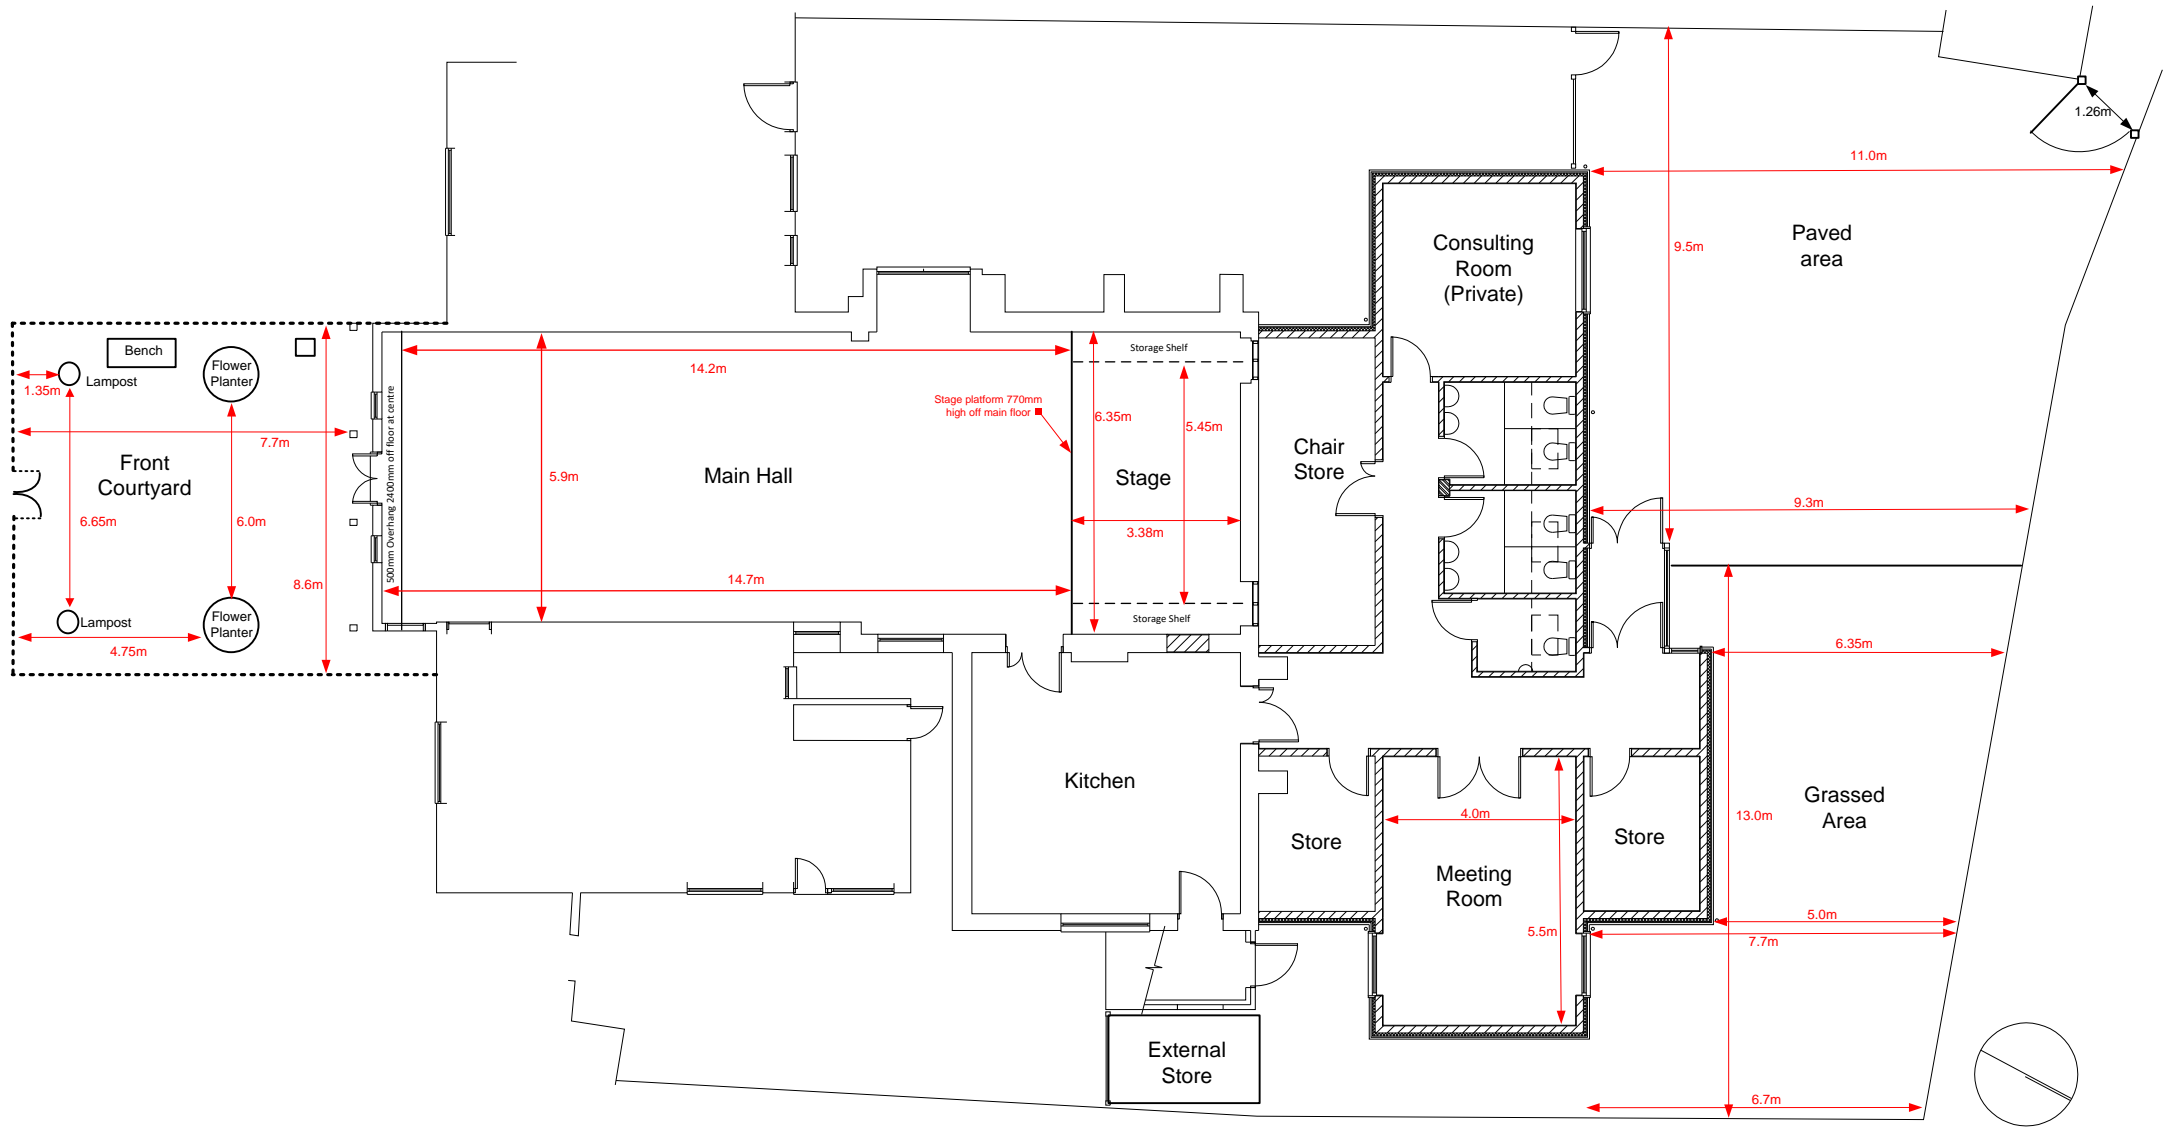 1.26m
11.0m
Paved
area
9.5m
Consulting
Room
(Private)
Bench
Flower
Planter
Lampost
1.35m
7.7m
Front
Courtyard
6.65m
6.0m
8.6m
Lampost
Flower
Planter
4.75m
500mm Overhang 2400mm off floor at centre
14.2m
5.9m
Main Hall
14.7m
Stage platform 770mm
high off main floor
Storage Shelf
6.35m
5.45m
Stage
3.38m
Storage Shelf
Chair
Store
9.3m
6.35m
Kitchen
Store
4.0m
Meeting
Room
5.5m
Store
13.0m
Grassed
Area
5.0m
7.7m
External
Store
6.7m